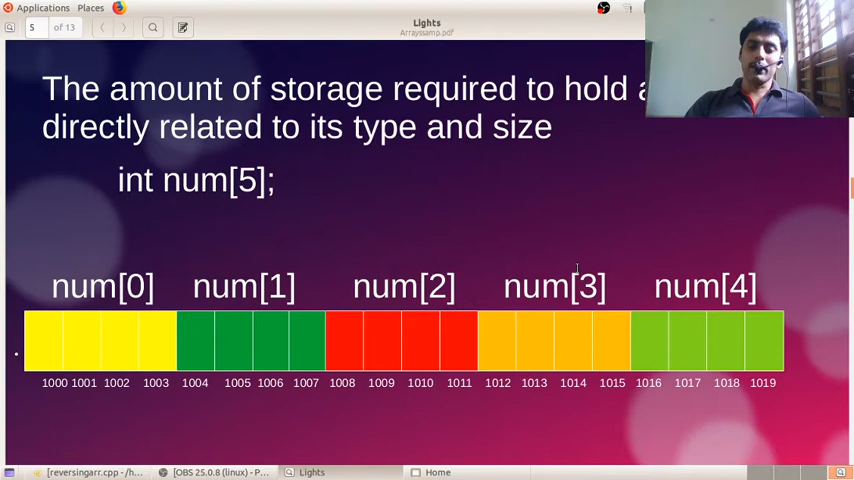 Applications Places
Lights
Arrayssamp.pdf
5 of 13
The amount of storage required to hold
directly related to its type and size
int num[5];
num[0] num[1] num[2] num[3] num[4]
1000 1001 1002 1003 1004 1005 1006 1007 1008 1009 1010 1011 1012 1013 1014 1015 1016 1017 1018 1019
[reversingarr.cpp - /h... [OBS 25.0.8 (linux) - P... Lights Home